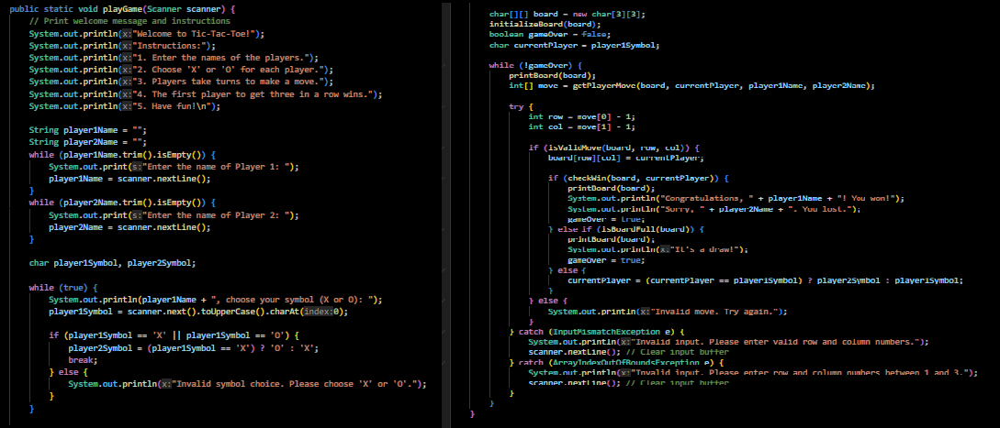 public static void playGame(Scanner scanner) {
// Print welcome message and instructions
System.out.println(x:"Welcome to Tic-Tac-Toe!");
System.out.println(x:"Instructions:");
System.out.println(x:"1. Enter the names of the players.");
System.out.println(x:"2. Choose 'X' or 'O' for each player.");
System.out.println(x:"3. Players take turns to make a move.");
System.out.println(x:"4. The first player to get three in a row wins.");
System.out.println(x:"5. Have fun!\n");
String player1Name = "";
String player2Name = "";
while (player1Name.trim().isEmpty()) {
System.out.print(s:"Enter the name of Player 1: ");
player1Name = scanner.nextLine();
}
while (player2Name.trim().isEmpty()) {
System.out.print(s:"Enter the name of Player 2: ");
player2Name = scanner.nextLine();
}
char player1Symbol, player2Symbol;
while (true) {
System.out.println(player1Name + ", choose your symbol (X or O): ");
player1Symbol = scanner.next().toUpperCase().charAt(index:0);
if (player1Symbol == 'X' || player1Symbol == 'O') {
player2Symbol = (player1Symbol == 'X') ? 'O' : 'X';
break;
} else {
System.out.println(x:"Invalid symbol choice. Please choose 'X' or 'O'.");
}
}
char[][] board = new char[3][3];
initializeBoard(board);
boolean gameOver = false;
char currentPlayer = player1Symbol;
while (!gameOver) {
printBoard(board);
int[] move = getPlayerMove(board, currentPlayer, player1Name, player2Name);
try {
int row = move[0] - 1;
int col = move[1] - 1;
if (isValidMove(board, row, col)) {
board[row][col] = currentPlayer;
if (checkWin(board, currentPlayer)) {
printBoard(board);
System.out.println("Congratulations, " + player1Name + "! You won!");
System.out.println("Sorry, " + player2Name + ". You lost.");
gameOver = true;
} else if (isBoardFull(board)) {
printBoard(board);
System.out.println(x:"It's a draw!");
gameOver = true;
} else {
currentPlayer = (currentPlayer == player1Symbol) ? player2Symbol : player1Symbol;
}
} else {
System.out.println(x:"Invalid move. Try again.");
}
} catch (InputMismatchException e) {
System.out.println(x:"Invalid input. Please enter valid row and column numbers.");
scanner.nextLine(); // Clear input buffer
} catch (ArrayIndexOutOfBoundsException e) {
System.out.println(x:"Invalid input. Please enter row and column numbers between 1 and 3.");
scanner.nextLine(); // Clear input buffer
}
}
}